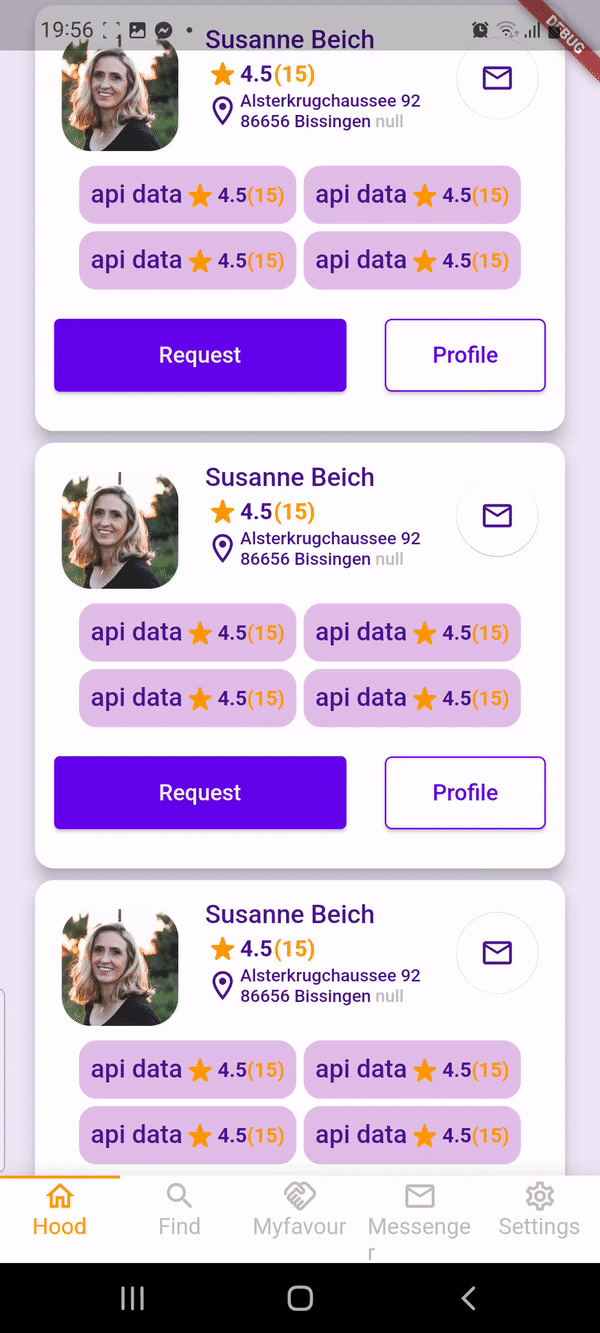 19:56
DEBUG
Susanne Beich
4.5(15)
Alsterkrugchaussee 92
86656 Bissingen null
api data 4.5(15) api data 4.5(15)
api data 4.5(15) api data 4.5(15)
Request Profile
Susanne Beich
4.5(15)
Alsterkrugchaussee 92
86656 Bissingen null
api data 4.5(15) api data 4.5(15)
api data 4.5(15) api data 4.5(15)
Request Profile
Susanne Beich
4.5(15)
Alsterkrugchaussee 92
86656 Bissingen null
api data 4.5(15) api data 4.5(15)
api data 4.5(15) api data 4.5(15)
Hood Find Myfavour Messenge Settings
r